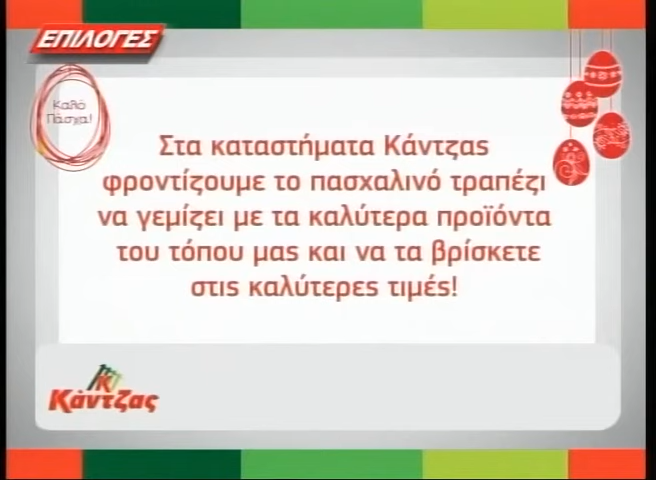 ΕΠΙΛΟΓΕΣ
Καλό
Πάσχα!
Στα καταστήματα Κάντζας
φροντίζουμε το πασχαλινό τραπέζι
να γεμίζει με τα καλύτερα προϊόντα
του τόπου μας και να τα βρίσκετε
στις καλύτερες τιμές!
Κ
Κάντζας